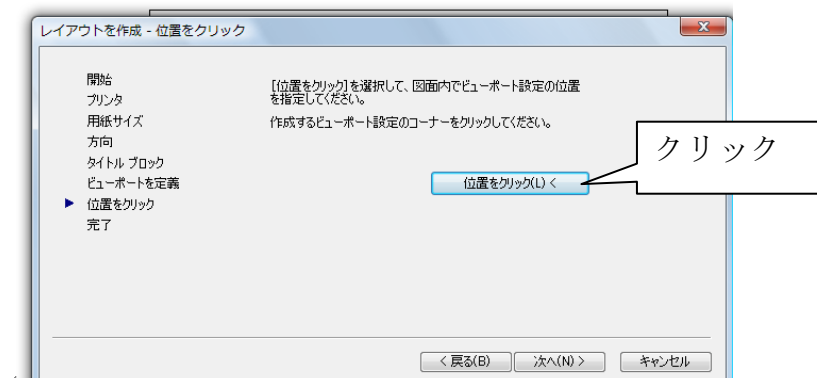 レイアウトを作成 - 位置をクリック
開始
プリンタ
用紙サイズ
方向
タイトル ブロック
ビューポートを定義
位置をクリック
完了
[位置をクリック]を選択して、図面内でビューポート設定の位置
を指定してください。
作成するビューポート設定のコーナーをクリックしてください。
位置をクリック(L) <
クリック
< 戻る(B)
次へ(N) >
キャンセル